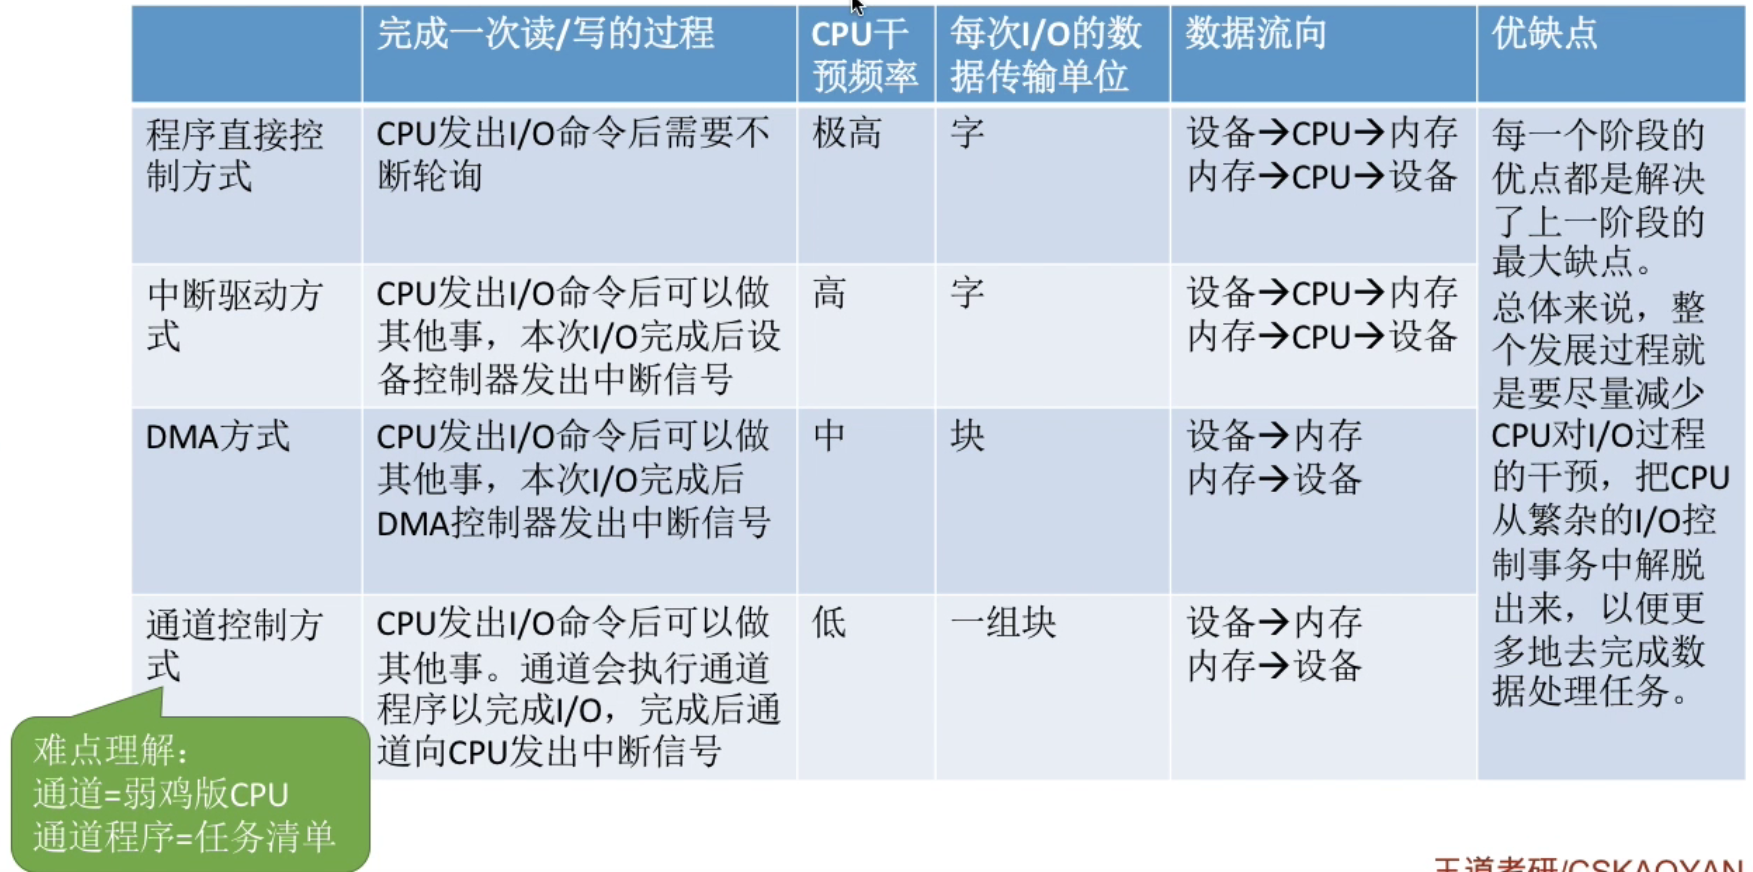 完成一次读/写的过程
CPU干
预频率
每次I/O的数
据传输单位
数据流向
优缺点
程序直接控
制方式
CPU发出I/O命令后需要不
断轮询
极高
字
设备→CPU→内存
内存→CPU→设备
每一个阶段的
优点都是解决
了上一阶段的
最大缺点。
总体来说，整
个发展过程就
是要尽量减少
CPU对I/O过程
的干预，把CPU
从繁杂的I/O控
制事务中解脱
出来，以便更
多地去完成数
据处理任务。
中断驱动方
式
CPU发出I/O命令后可以做
其他事，本次I/O完成后设
备控制器发出中断信号
高
字
设备→CPU→内存
内存→CPU→设备
DMA方式
CPU发出I/O命令后可以做
其他事，本次I/O完成后
DMA控制器发出中断信号
中
块
设备→内存
内存→设备
通道控制方
式
CPU发出I/O命令后可以做
其他事。通道会执行通道
程序以完成I/O，完成后通
道向CPU发出中断信号
低
一组块
设备→内存
内存→设备
难点理解：
通道=弱鸡版CPU
通道程序=任务清单
王道考研/CSKAOYAN